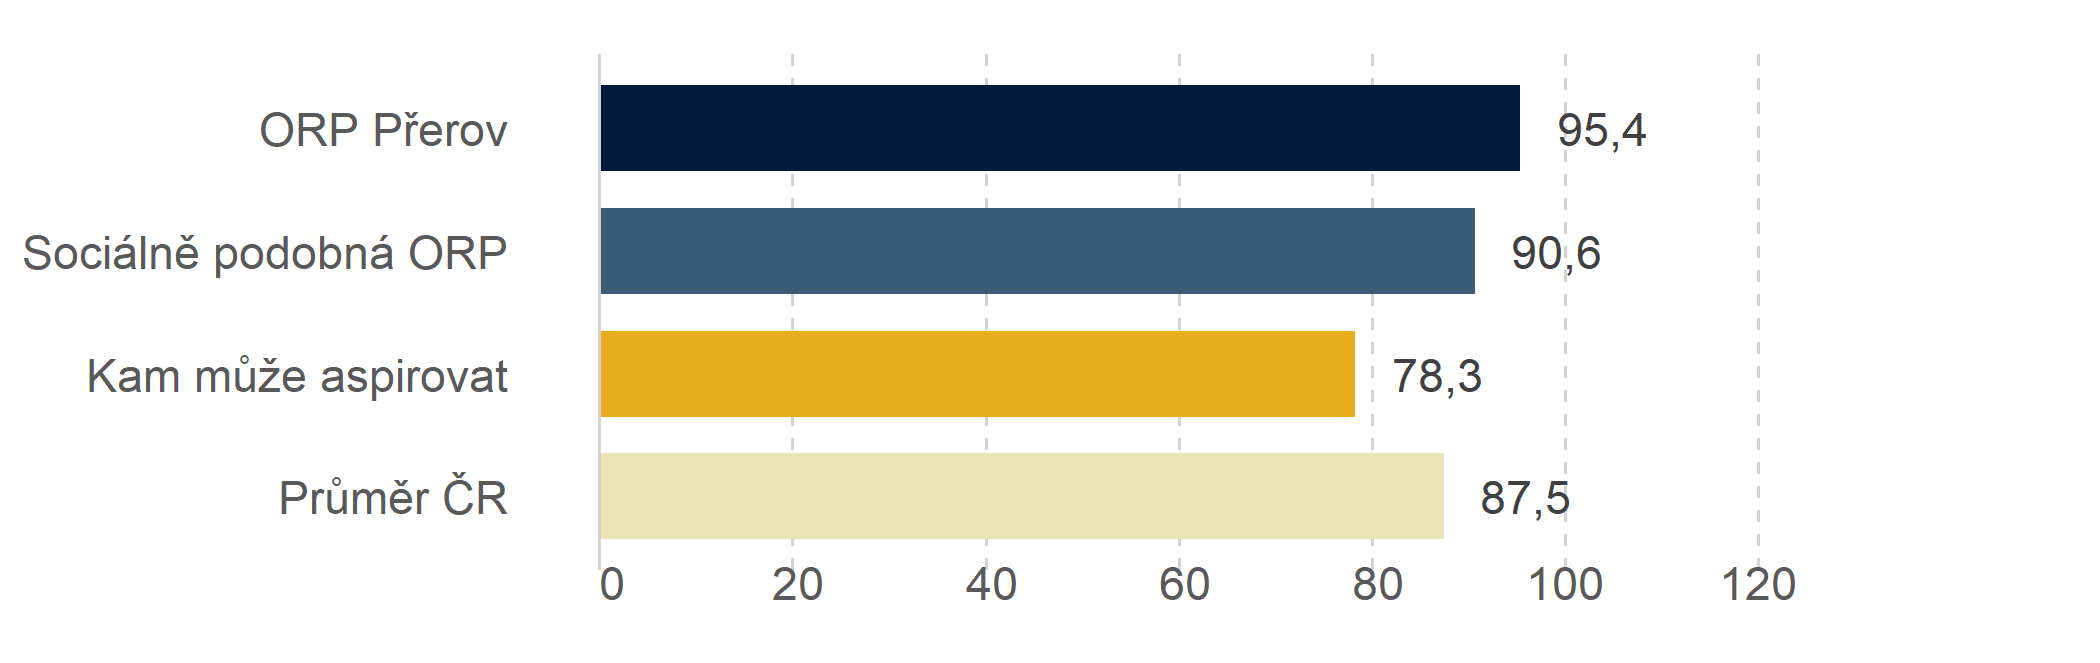 ORP Přerov
95,4
Sociálně podobná ORP
90,6
Kam může aspirovat
78,3
Průměr ČR
87,5
0 20 40 60 80 100 120